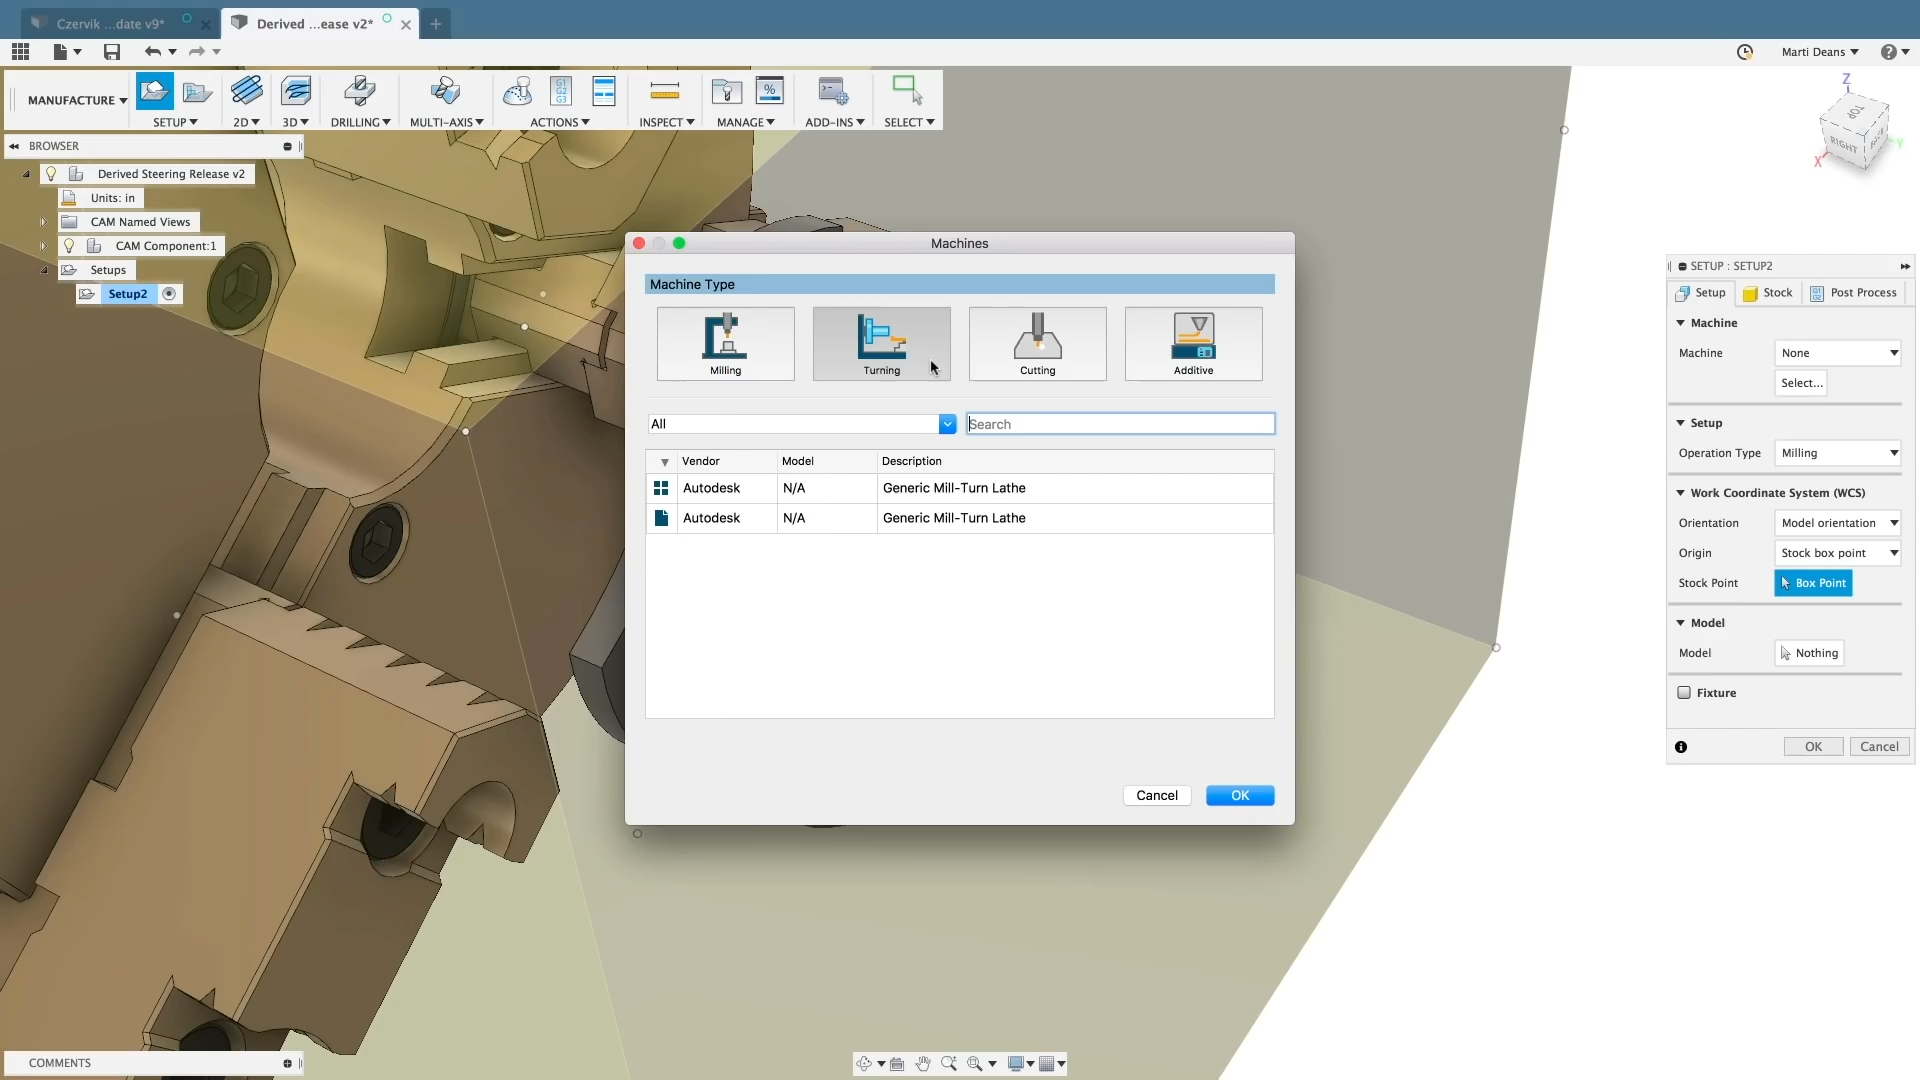 Czervik ...date v9*
Derived ...ease v2*
Marti Deans
MANUFACTURE
SETUP
2D
3D
DRILLING
MULTI-AXIS
G1
G2
G3
ACTIONS
INSPECT
%
MANAGE
ADD-INS
SELECT
Z
TOP
RIGHT
X
Y
BROWSER
Derived Steering Release v2
Units: in
CAM Named Views
CAM Component:1
Setups
Setup2
Machines
Machine Type
Milling
Turning
Cutting
Additive
All
Search
Vendor
Model
Description
Autodesk
N/A
Generic Mill-Turn Lathe
Autodesk
N/A
Generic Mill-Turn Lathe
Cancel
OK
SETUP : SETUP2
Setup
Stock
Post Process
Machine
Machine
None
Select...
Setup
Operation Type
Milling
Work Coordinate System (WCS)
Orientation
Model orientation
Origin
Stock box point
Stock Point
Box Point
Model
Model
Nothing
Fixture
OK
Cancel
COMMENTS